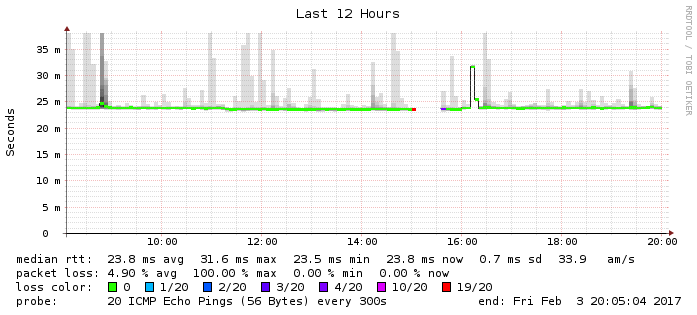 Last 12 Hours
RRDTOOL / TOBI OETIKER
Seconds
35 m
30 m
25 m
20 m
15 m
10 m
5 m
0
10:00 12:00 14:00 16:00 18:00 20:00
median rtt: 23.8 ms avg 31.6 ms max 23.5 ms min 23.8 ms now 0.7 ms sd 33.9 am/s
packet loss: 4.90 % avg 100.00 % max 0.00 % min 0.00 % now
loss color: 0 1/20 2/20 3/20 4/20 10/20 19/20
probe: 20 ICMP Echo Pings (56 Bytes) every 300s end: Fri Feb 3 20:05:04 2017